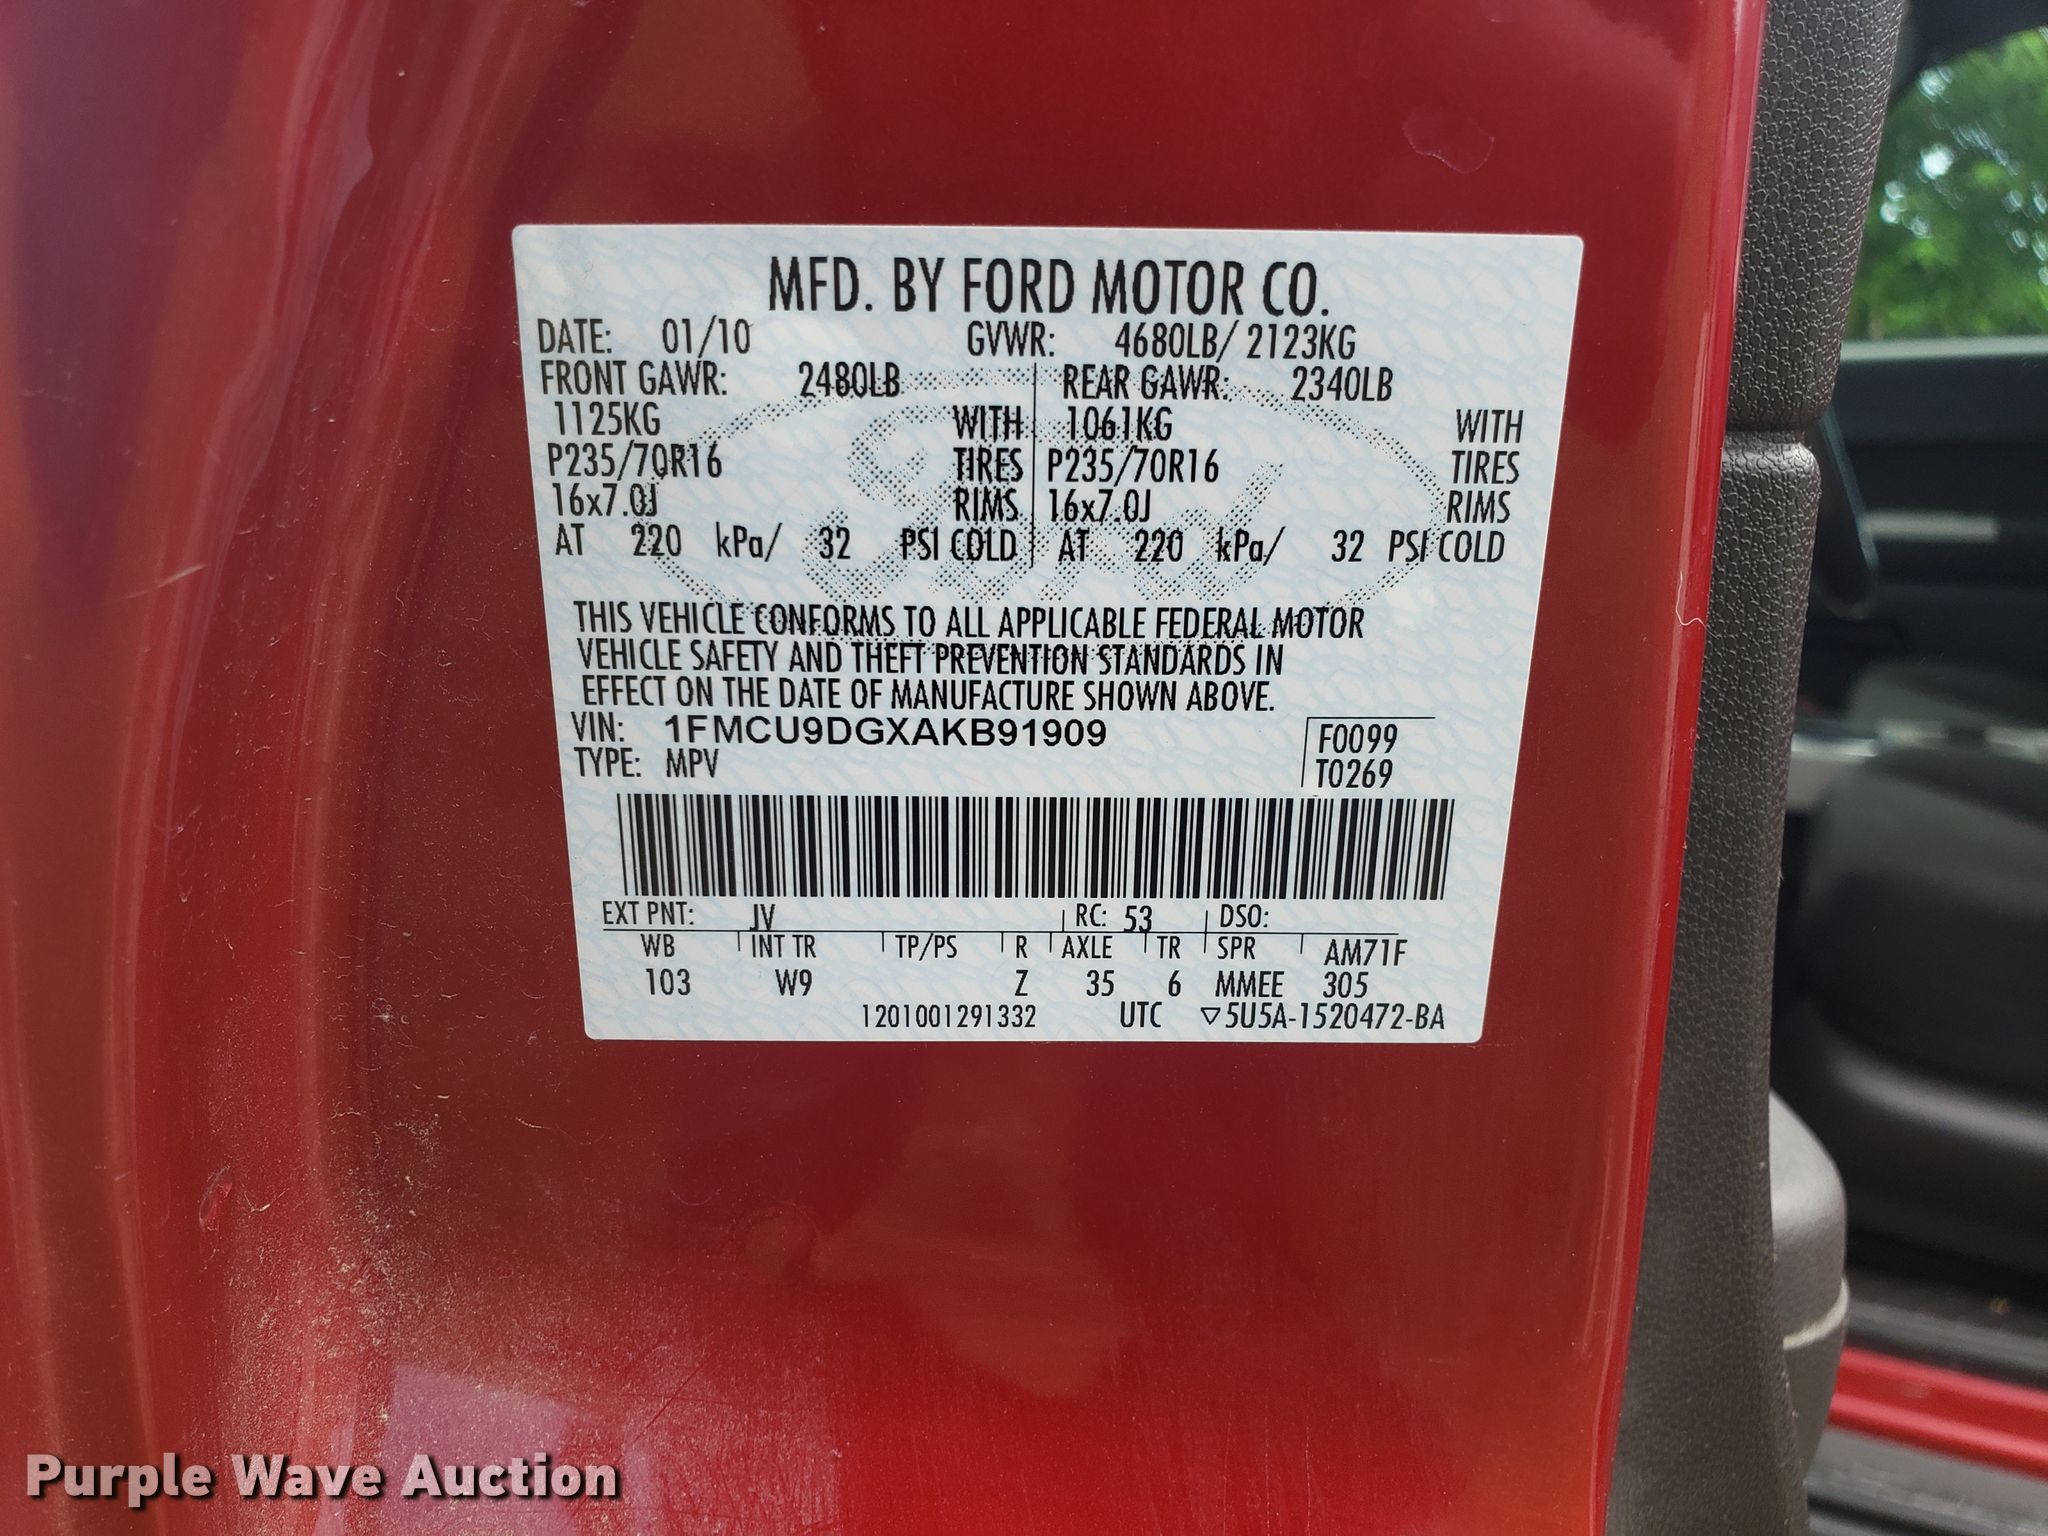 MFD. BY FORD MOTOR CO.
DATE: 01/10 GVWR: 4680LB/ 2123KG
FRONT GAWR: 2480LB REAR GAWR: 2340LB
1125KG WITH 1061KG WITH
P235/70R16 TIRES P235/70R16 TIRES
16x7.0J RIMS 16x7.0J RIMS
AT 220 kPa/ 32 PSI COLD AT 220 kPa/ 32 PSI COLD
Ford
THIS VEHICLE CONFORMS TO ALL APPLICABLE FEDERAL MOTOR
VEHICLE SAFETY AND THEFT PREVENTION STANDARDS IN
EFFECT ON THE DATE OF MANUFACTURE SHOWN ABOVE.
VIN: 1FMCU9DGXAKB91909 F0099
TYPE: MPV T0269
EXT PNT: JV RC: 53 DSO:
WB INT TR TP/PS R AXLE TR SPR AM71F
103 W9 Z 35 6 MMEE 305
1201001291332 UTC ▽5U5A-1520472-BA
Purple Wave Auction